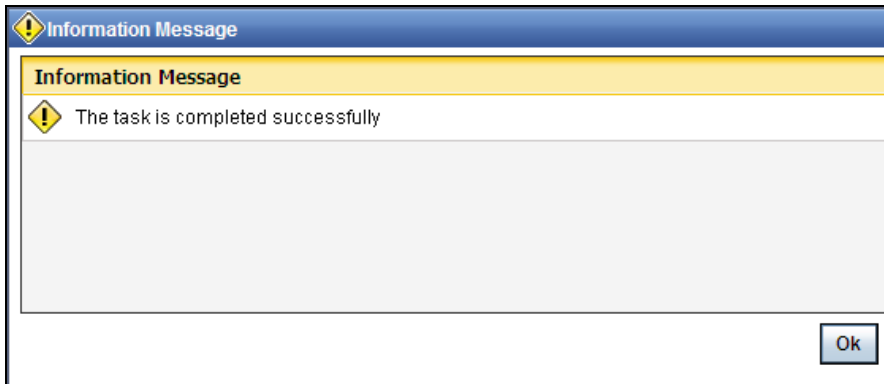 Information Message
Information Message
The task is completed successfully
Ok